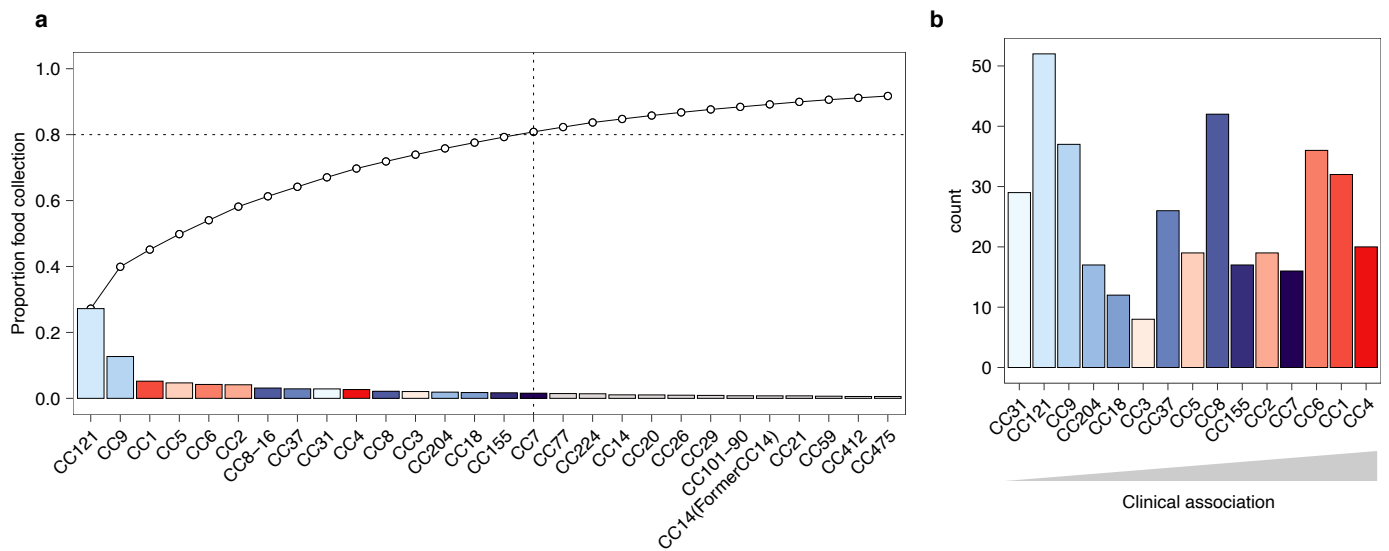 a
Proportion food collection
1.0
0.8
0.6
0.4
0.2
0.0
CC121
CC9
CC1
CC5
CC6
CC2
CC8−16
CC37
CC31
CC4
CC8
CC3
CC204
CC18
CC155
CC7
CC77
CC224
CC14
CC20
CC26
CC29
CC101−90
CC14(FormerCC14)
CC21
CC59
CC412
CC475
b
count
50
40
30
20
10
0
CC31
CC121
CC9
CC204
CC18
CC3
CC37
CC5
CC8
CC155
CC2
CC7
CC6
CC1
CC4
Clinical association